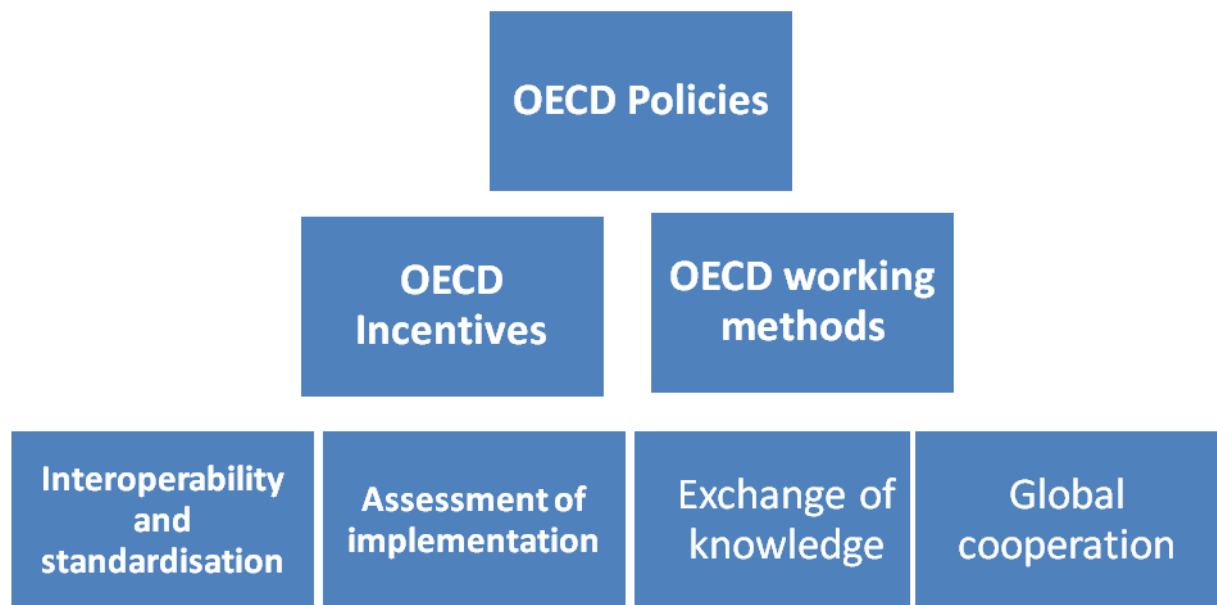 OECD Policies
OECD
Incentives
OECD working
methods
Interoperability
and
standardisation
Assessment of
implementation
Exchange of
knowledge
Global
cooperation